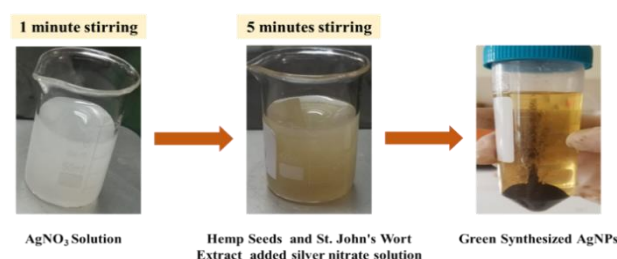 1 minute stirring
5 minutes stirring
AgNO₃ Solution
Hemp Seeds and St. John's Wort
Extract added silver nitrate solution
Green Synthesized AgNPs